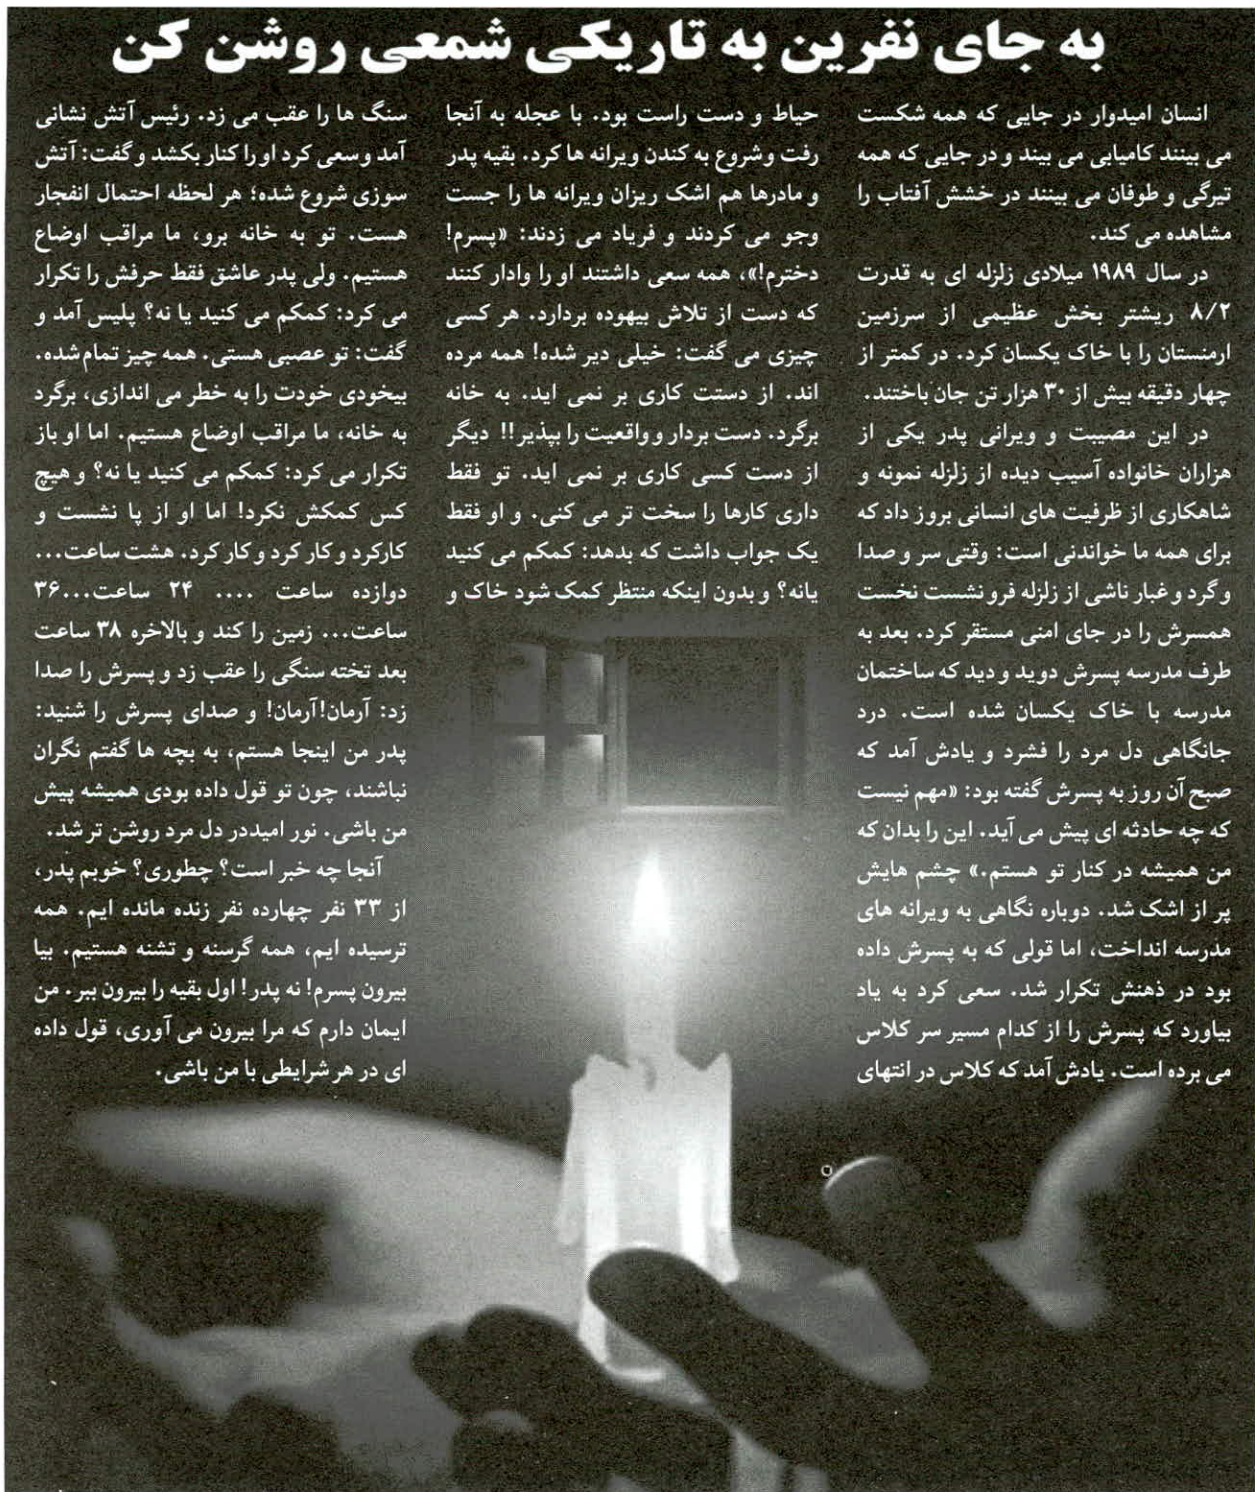 به جای نفرین به تاریکی شمعی روشن کن
انسان امیدوار در جایی که همه شکست
می بینند کامیابی می بیند و در جایی که همه
تیرگی و طوفان می بینند در خشش آفتاب را
مشاهده می کند.
در سال ۱۹۸۹ میلادی زلزله ای به قدرت
۸/۲ ریشتر بخش عظیمی از سرزمین
ارمنستان را با خاک یکسان کرد. در کمتر از
چهار دقیقه بیش از ۳۰ هزار تن جان باختند.
در این مصیبت و ویرانی پدر یکی از
هزاران خانواده آسیب دیده از زلزله نمونه و
شاهکاری از ظرفیت های انسانی بروز داد که
برای همه ما خواندنی است: وقتی سر و صدا
و گرد و غبار ناشی از زلزله فرو نشست نخست
همسرش را در جای امنی مستقر کرد. بعد به
طرف مدرسه پسرش دوید و دید که ساختمان
مدرسه با خاک یکسان شده است. درد
جانگاهی دل مرد را فشرد و یادش آمد که
صبح آن روز به پسرش گفته بود: «مهم نیست
که چه حادثه ای پیش می آید. این را بدان که
من همیشه در کنار تو هستم.» چشم هایش
پر از اشک شد. دوباره نگاهی به ویرانه های
مدرسه انداخت، اما قولی که به پسرش داده
بود در ذهنش تکرار شد. سعی کرد به یاد
بیاورد که پسرش را از کدام مسیر سر کلاس
می برده است. یادش آمد که کلاس در انتهای
حیاط و دست راست بود. با عجله به آنجا
رفت و شروع به کندن ویرانه ها کرد. بقیه پدر
و مادرها هم اشک ریزان ویرانه ها را جست
وجو می کردند و فریاد می زدند: «پسرم!
دخترم!»، همه سعی داشتند او را وادار کنند
که دست از تلاش بیهوده بردارد. هر کسی
چیزی می گفت: خیلی دیر شده! همه مرده
اند. از دستت کاری بر نمی اید. به خانه
برگرد. دست بردار و واقعیت را بپذیر!! دیگر
از دست کسی کاری بر نمی اید. تو فقط
داری کارها را سخت تر می کنی. و او فقط
یک جواب داشت که بدهد: کمکم می کنید
یانه؟ و بدون اینکه منتظر کمک شود خاک و
سنگ ها را عقب می زد. رئیس آتش نشانی
آمد و سعی کرد او را کنار بکشد و گفت: آتش
سوزی شروع شده؛ هر لحظه احتمال انفجار
هست. تو به خانه برو، ما مراقب اوضاع
هستیم. ولی پدر عاشق فقط حرفش را تکرار
می کرد: کمکم می کنید یا نه؟ پلیس آمد و
گفت: تو عصبی هستی. همه چیز تمام شده.
بیخودی خودت را به خطر می اندازی، برگرد
به خانه، ما مراقب اوضاع هستیم. اما او باز
تکرار می کرد: کمکم می کنید یا نه؟ و هیچ
کس کمکش نکرد! اما او از پا نشست و
کارکرد و کار کرد و کار کرد. هشت ساعت...
دوازده ساعت .... ۲۴ ساعت...۳۶
ساعت... زمین را کند و بالاخره ۳۸ ساعت
بعد تخته سنگی را عقب زد و پسرش را صدا
زد: آرمان!آرمان! و صدای پسرش را شنید:
پدر من اینجا هستم، به بچه ها گفتم نگران
نباشند، چون تو قول داده بودی همیشه پیش
من باشی. نور امیددر دل مرد روشن تر شد.
آنجا چه خبر است؟ چطوری؟ خوبم پدر،
از ۳۳ نفر چهارده نفر زنده مانده ایم. همه
ترسیده ایم، همه گرسنه و تشنه هستیم. بیا
بیرون پسرم! نه پدر! اول بقیه را بیرون ببر. من
ایمان دارم که مرا بیرون می آوری، قول داده
ای در هر شرایطی با من باشی.